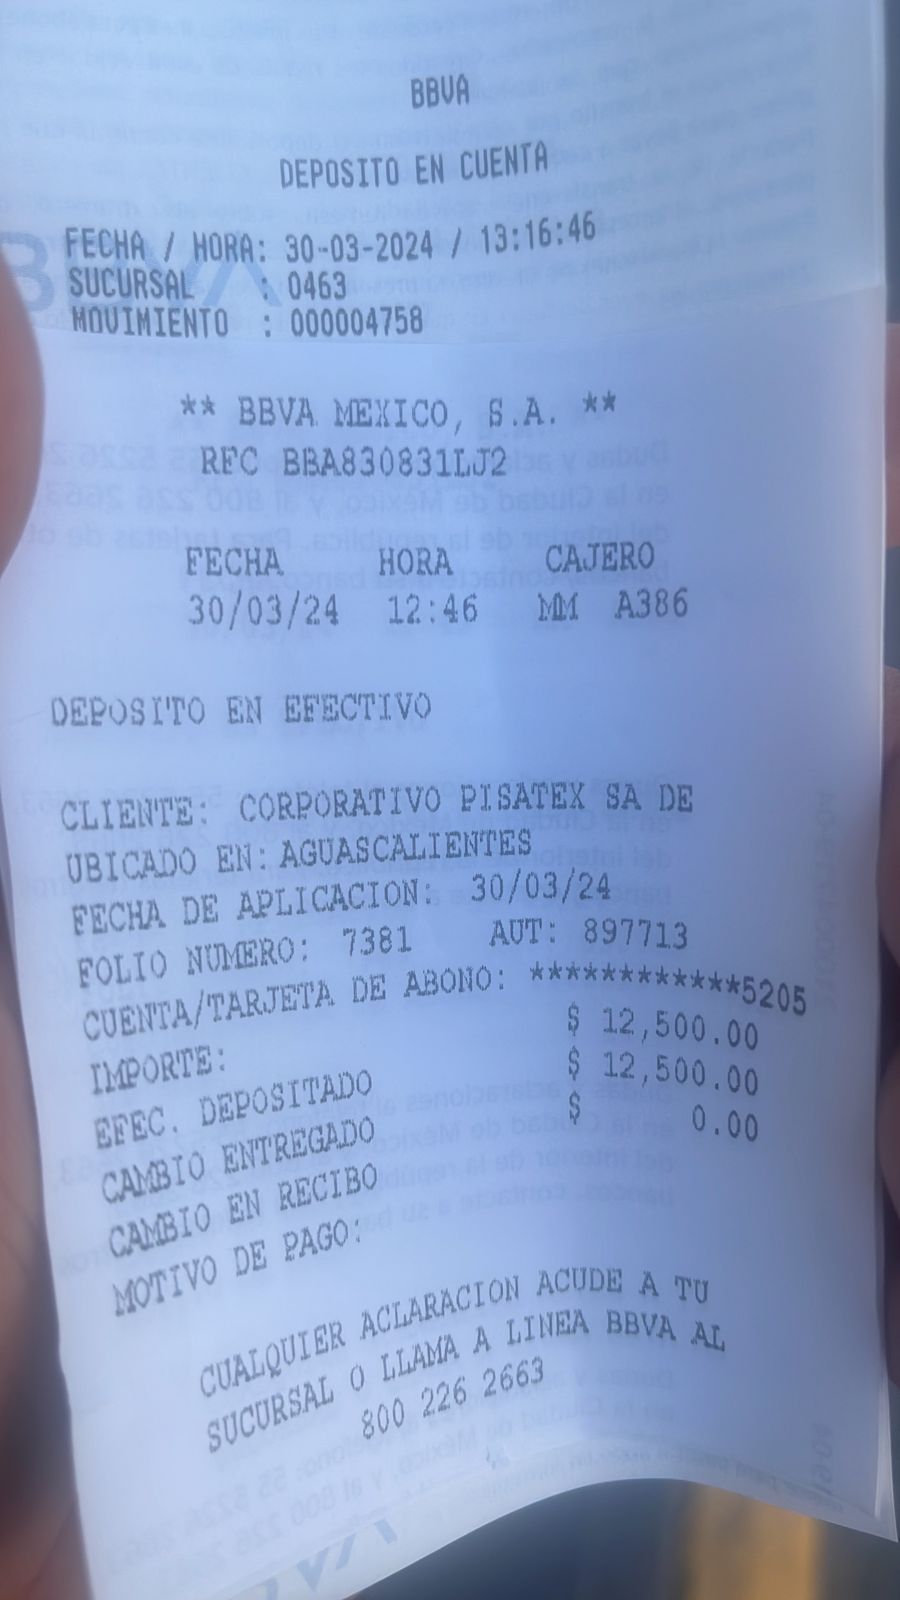 BBVA
DEPOSITO EN CUENTA
FECHA / HORA: 30-03-2024 / 13:16:46
SUCURSAL : 0463
MOVIMIENTO : 000004758
** BBVA MEXICO, S.A. **
RFC BBA830831LJ2
FECHA HORA CAJERO
30/03/24 12:46 MM A386
DEPOSITO EN EFECTIVO
CLIENTE: CORPORATIVO PISATEX SA DE
UBICADO EN: AGUASCALIENTES
FECHA DE APLICACION: 30/03/24
FOLIO NUMERO: 7381 AUT: 897713
CUENTA/TARJETA DE ABONO: ************5205
IMPORTE: $ 12,500.00
EFEC. DEPOSITADO $ 12,500.00
CAMBIO ENTREGADO $ 0.00
CAMBIO EN RECIBO
MOTIVO DE PAGO:
CUALQUIER ACLARACION ACUDE A TU
SUCURSAL O LLAMA A LINEA BBVA AL
800 226 2663